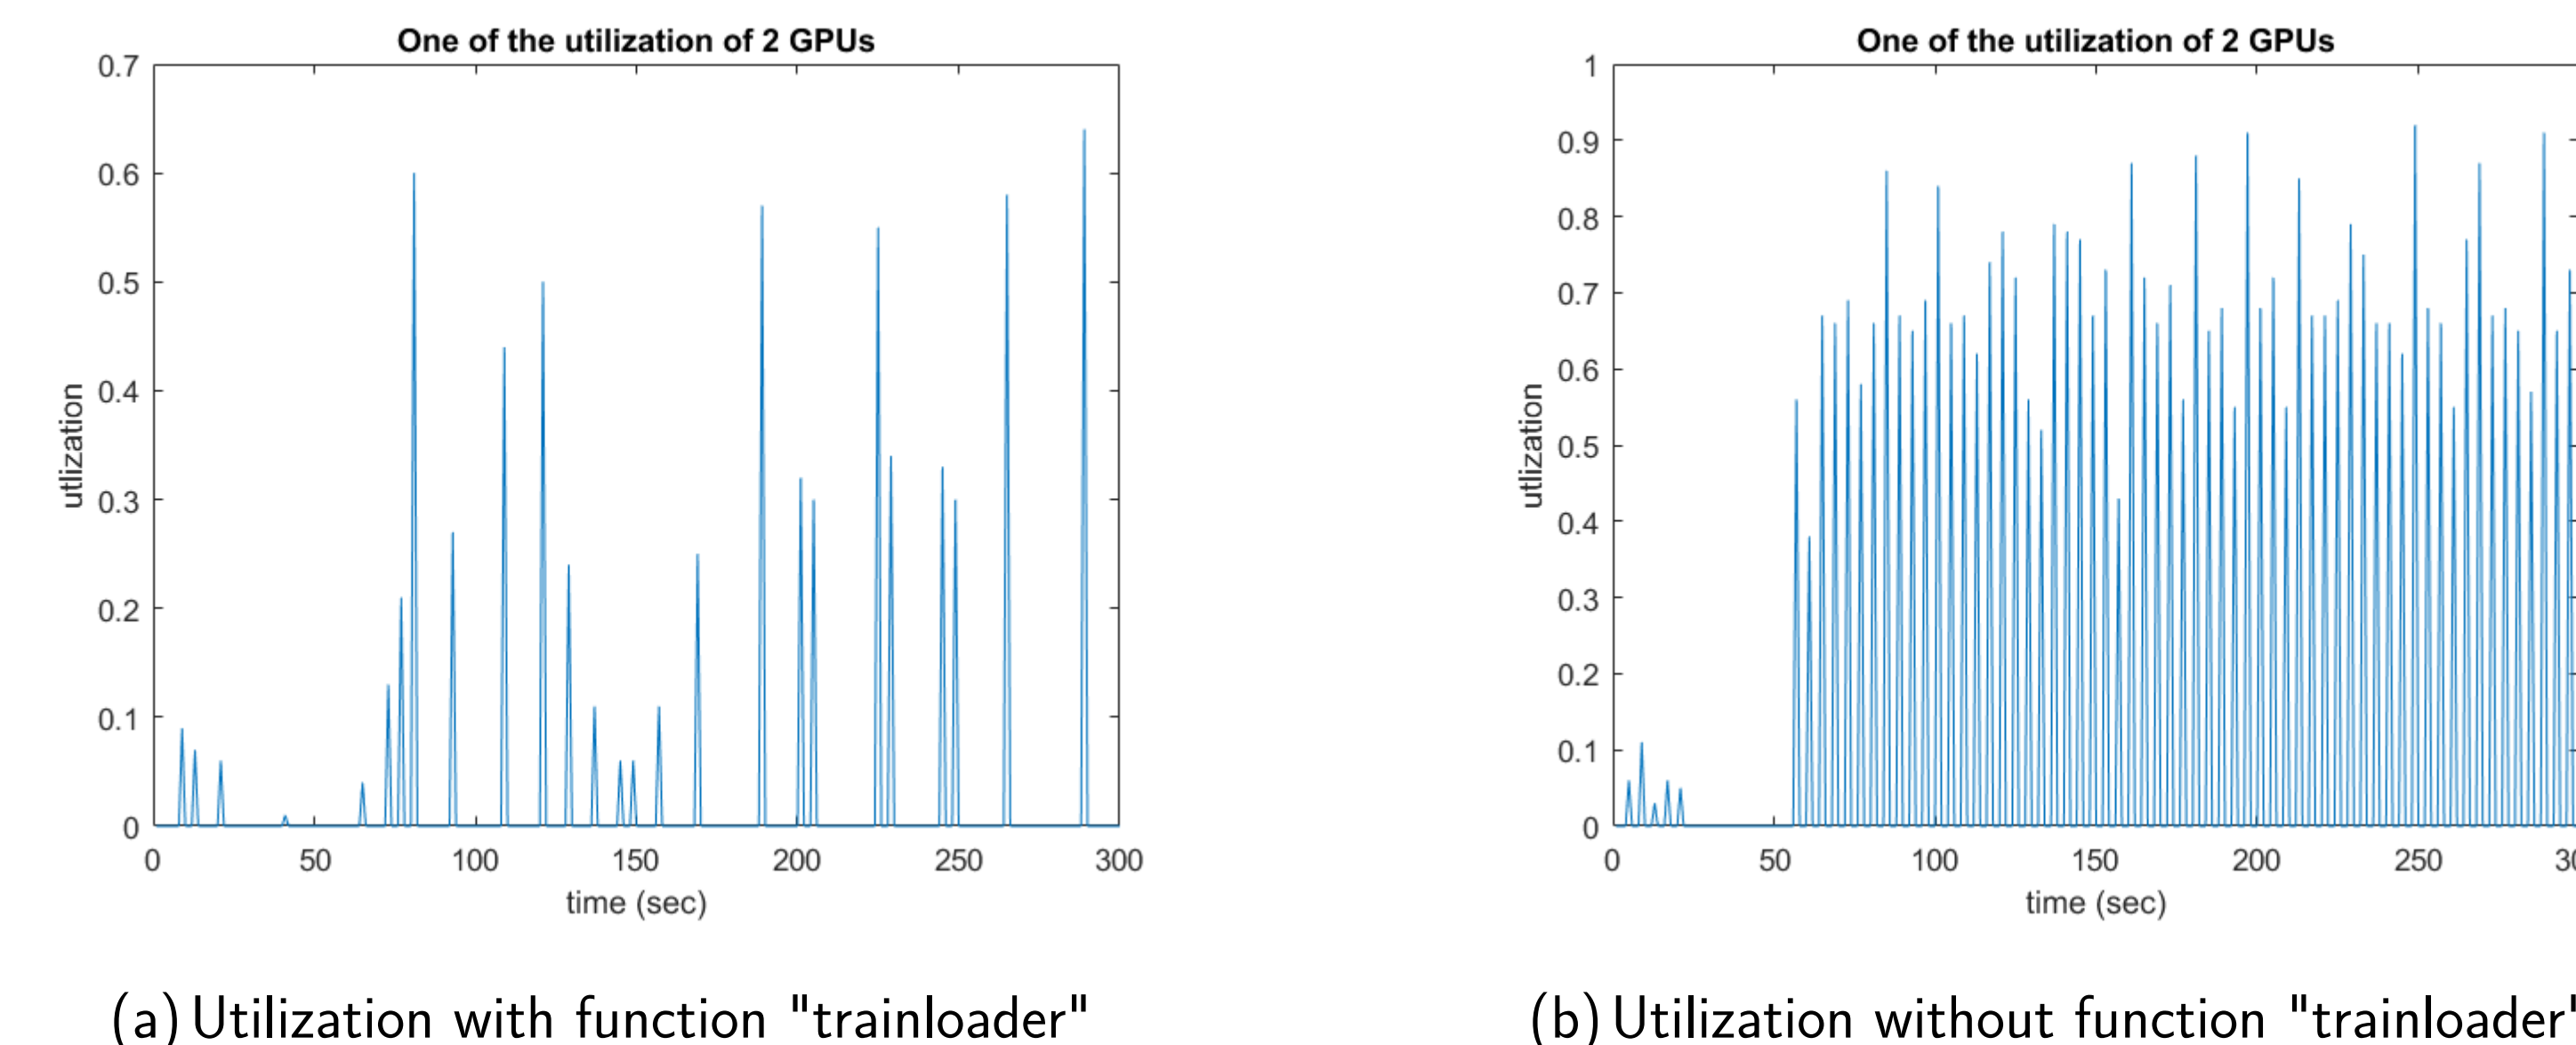 One of the utilization of 2 GPUs
0.7
0.6
0.5
0.4
0.3
0.2
0.1
0
utlization
0 50 100 150 200 250 300
time (sec)
(a) Utilization with function "trainloader"
One of the utilization of 2 GPUs
1
0.9
0.8
0.7
0.6
0.5
0.4
0.3
0.2
0.1
0
utlization
0 50 100 150 200 250
time (sec)
(b) Utilization without function "trainloader"